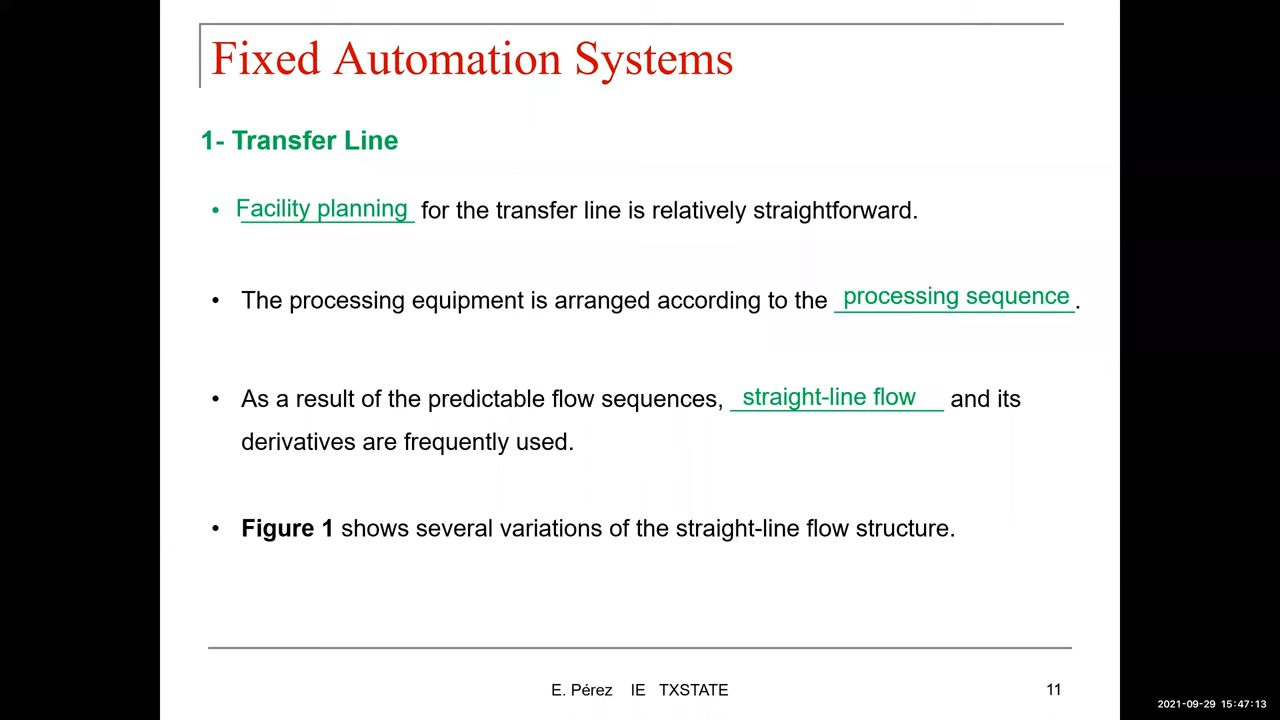 Fixed Automation Systems
1- Transfer Line
• Facility planning for the transfer line is relatively straightforward.
• The processing equipment is arranged according to the processing sequence.
• As a result of the predictable flow sequences, straight-line flow and its
derivatives are frequently used.
• Figure 1 shows several variations of the straight-line flow structure.
E. Pérez IE TXSTATE
11
2021-09-29 15:47:13